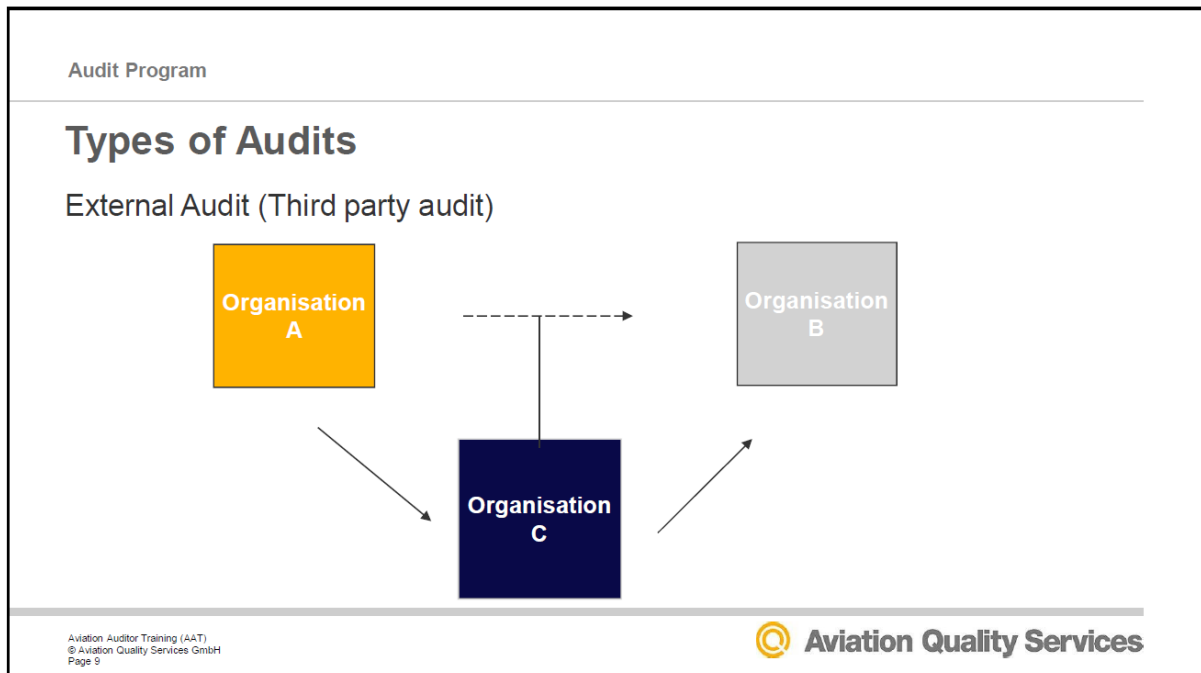 Audit Program
Types of Audits
External Audit (Third party audit)
Organisation
A
Organisation
B
Organisation
C
Aviation Auditor Training (AAT)
© Aviation Quality Services GmbH
Page 9
Aviation Quality Services